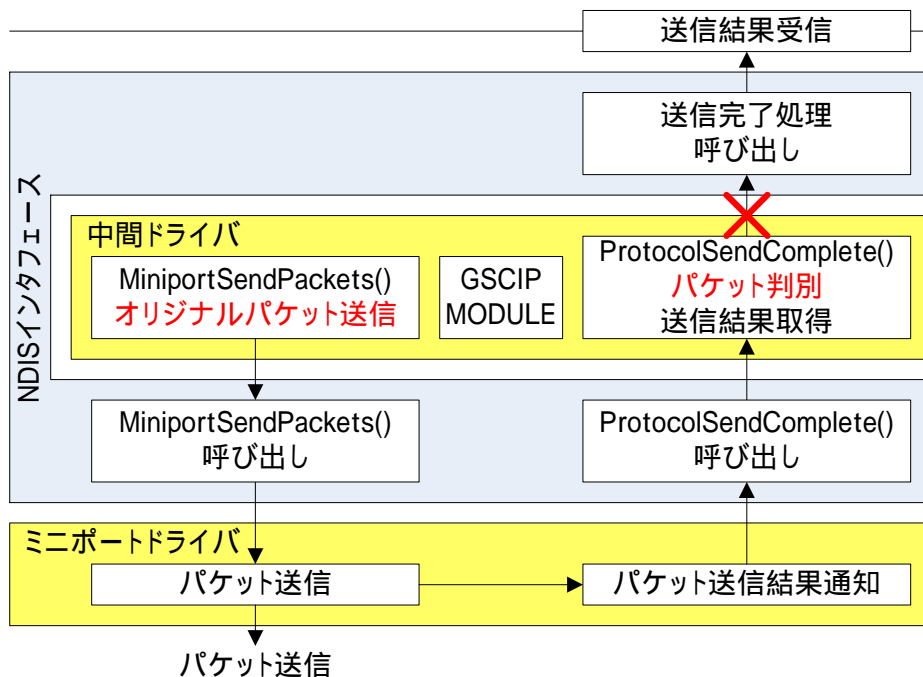 送信結果受信
送信完了処理
呼び出し
NDISインタフェース
中間ドライバ
MiniportSendPackets()
オリジナルパケット送信
GSCIP
MODULE
ProtocolSendComplete()
パケット判別
送信結果取得
MiniportSendPackets()
呼び出し
ProtocolSendComplete()
呼び出し
ミニポートドライバ
パケット送信
パケット送信結果通知
パケット送信